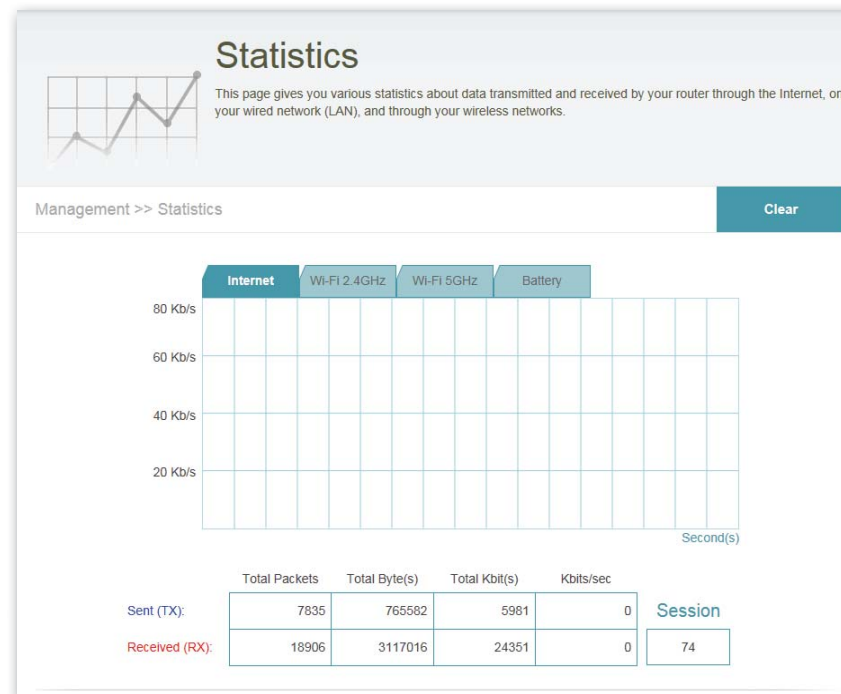 Statistics
This page gives you various statistics about data transmitted and received by your router through the Internet, on
your wired network (LAN), and through your wireless networks.
Management >> Statistics
Clear
Internet Wi-Fi 2.4GHz Wi-Fi 5GHz Battery
80 Kb/s
60 Kb/s
40 Kb/s
20 Kb/s
Second(s)
Total Packets Total Byte(s) Total Kbit(s) Kbits/sec
Sent (TX): 7835 765582 5981 0 Session
Received (RX): 18906 3117016 24351 0 74